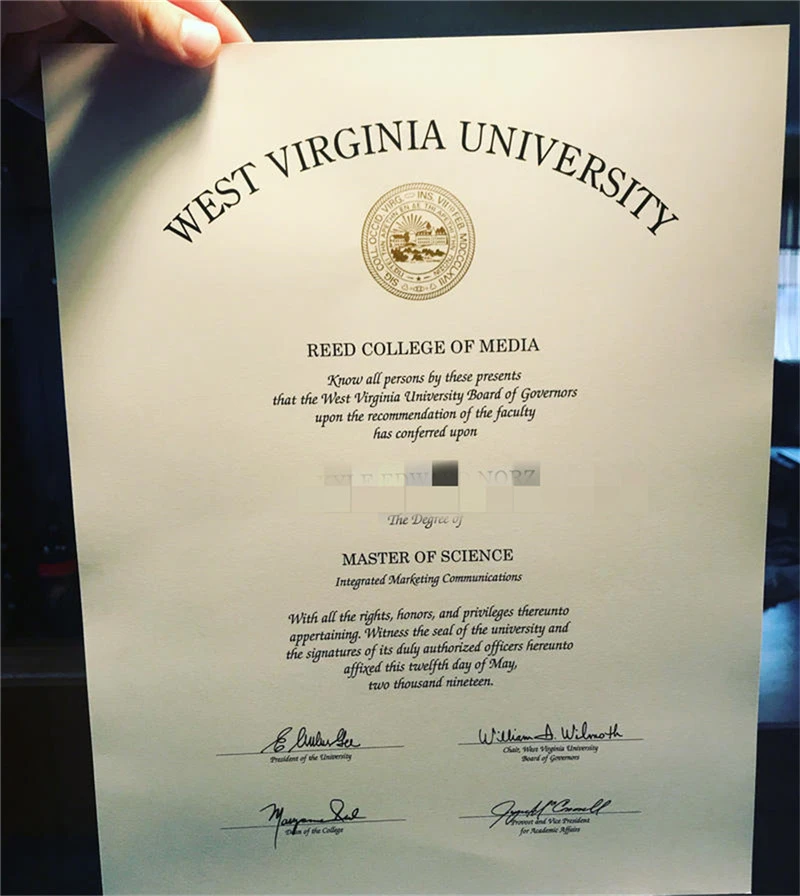 WEST VIRGINIA UNIVERSITY
REED COLLEGE OF MEDIA
Know all persons by these presents
that the West Virginia University Board of Governors
upon the recommendation of the faculty
has conferred upon
The Degree of
MASTER OF SCIENCE
Integrated Marketing Communications
With all the rights, honors, and privileges thereunto
appertaining. Witness the seal of the university and
the signatures of its duly authorized officers hereunto
affixed this twelfth day of May,
two thousand nineteen.
William D. Wilmoth
President of the University
Chair, West Virginia University
Board of Governors
Dean of the College
Provost and Vice President
for Academic Affairs